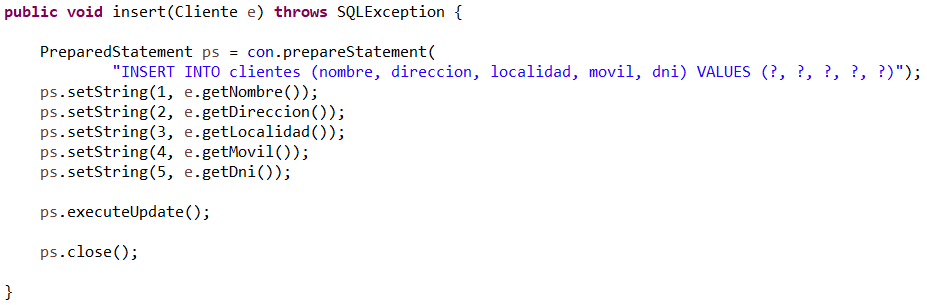 public void insert(Cliente e) throws SQLException {
PreparedStatement ps = con.prepareStatement(
"INSERT INTO clientes (nombre, direccion, localidad, movil, dni) VALUES (?, ?, ?, ?, ?)");
ps.setString(1, e.getNombre());
ps.setString(2, e.getDireccion());
ps.setString(3, e.getLocalidad());
ps.setString(4, e.getMovil());
ps.setString(5, e.getDni());
ps.executeUpdate();
ps.close();
}